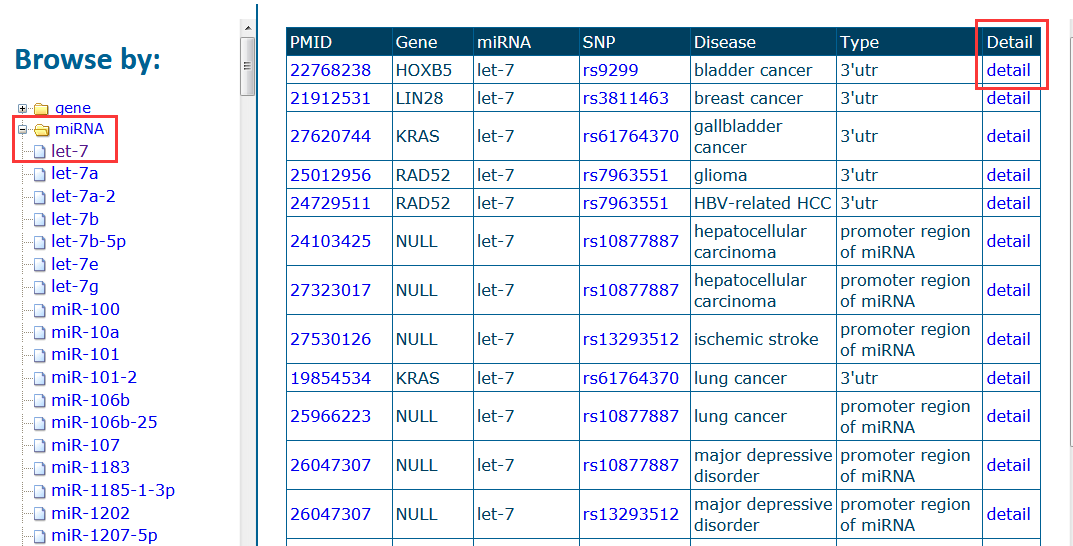 Browse by:
gene
miRNA
let-7
let-7a
let-7a-2
let-7b
let-7b-5p
let-7e
let-7g
miR-100
miR-10a
miR-101
miR-101-2
miR-106b
miR-106b-25
miR-107
miR-1183
miR-1185-1-3p
miR-1202
miR-1207-5p
PMID Gene miRNA SNP Disease Type Detail
22768238 HOXB5 let-7 rs9299 bladder cancer 3'utr detail
21912531 LIN28 let-7 rs3811463 breast cancer 3'utr detail
27620744 KRAS let-7 rs61764370 gallbladder 3'utr detail
cancer
25012956 RAD52 let-7 rs7963551 glioma 3'utr detail
24729511 RAD52 let-7 rs7963551 HBV-related HCC 3'utr detail
24103425 NULL let-7 rs10877887 hepatocellular promoter region detail
carcinoma of miRNA
27323017 NULL let-7 rs10877887 hepatocellular promoter region detail
carcinoma of miRNA
27530126 NULL let-7 rs13293512 ischemic stroke promoter region detail
of miRNA
19854534 KRAS let-7 rs61764370 lung cancer 3'utr detail
25966223 NULL let-7 rs10877887 lung cancer promoter region detail
of miRNA
26047307 NULL let-7 rs10877887 major depressive promoter region detail
disorder of miRNA
26047307 NULL let-7 rs13293512 major depressive promoter region detail
disorder of miRNA